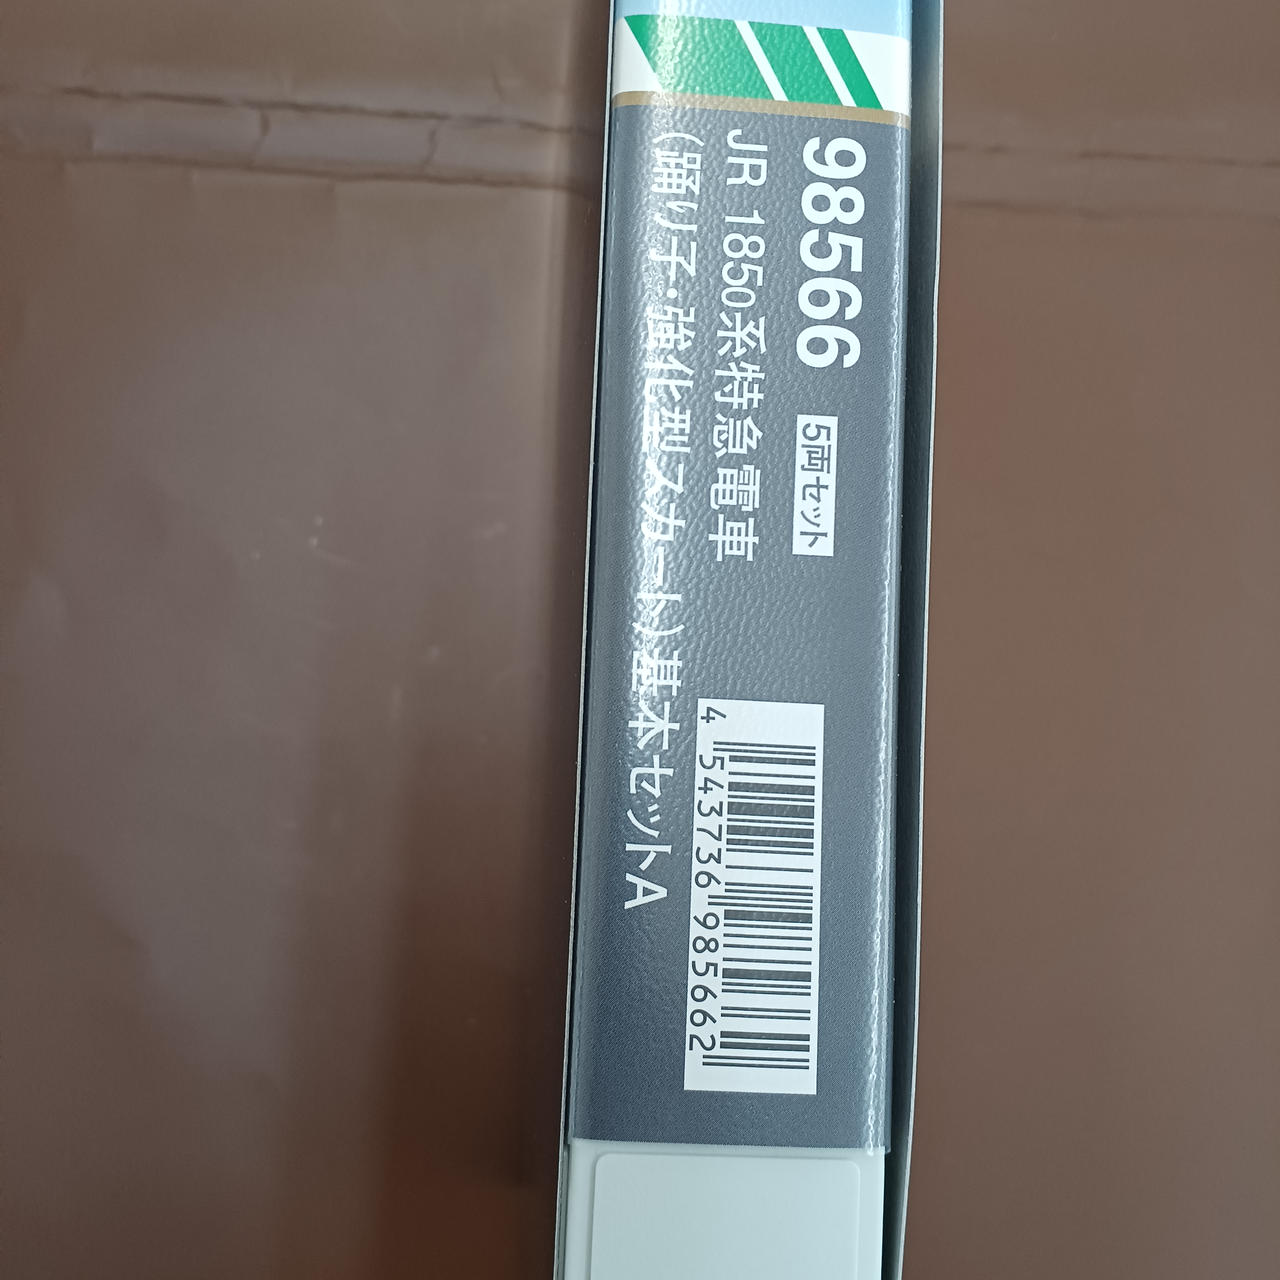 98566 5両セット
JR 1850系特急電車
(踊り子・強化型スカート)基本セットA
4 543736 985662